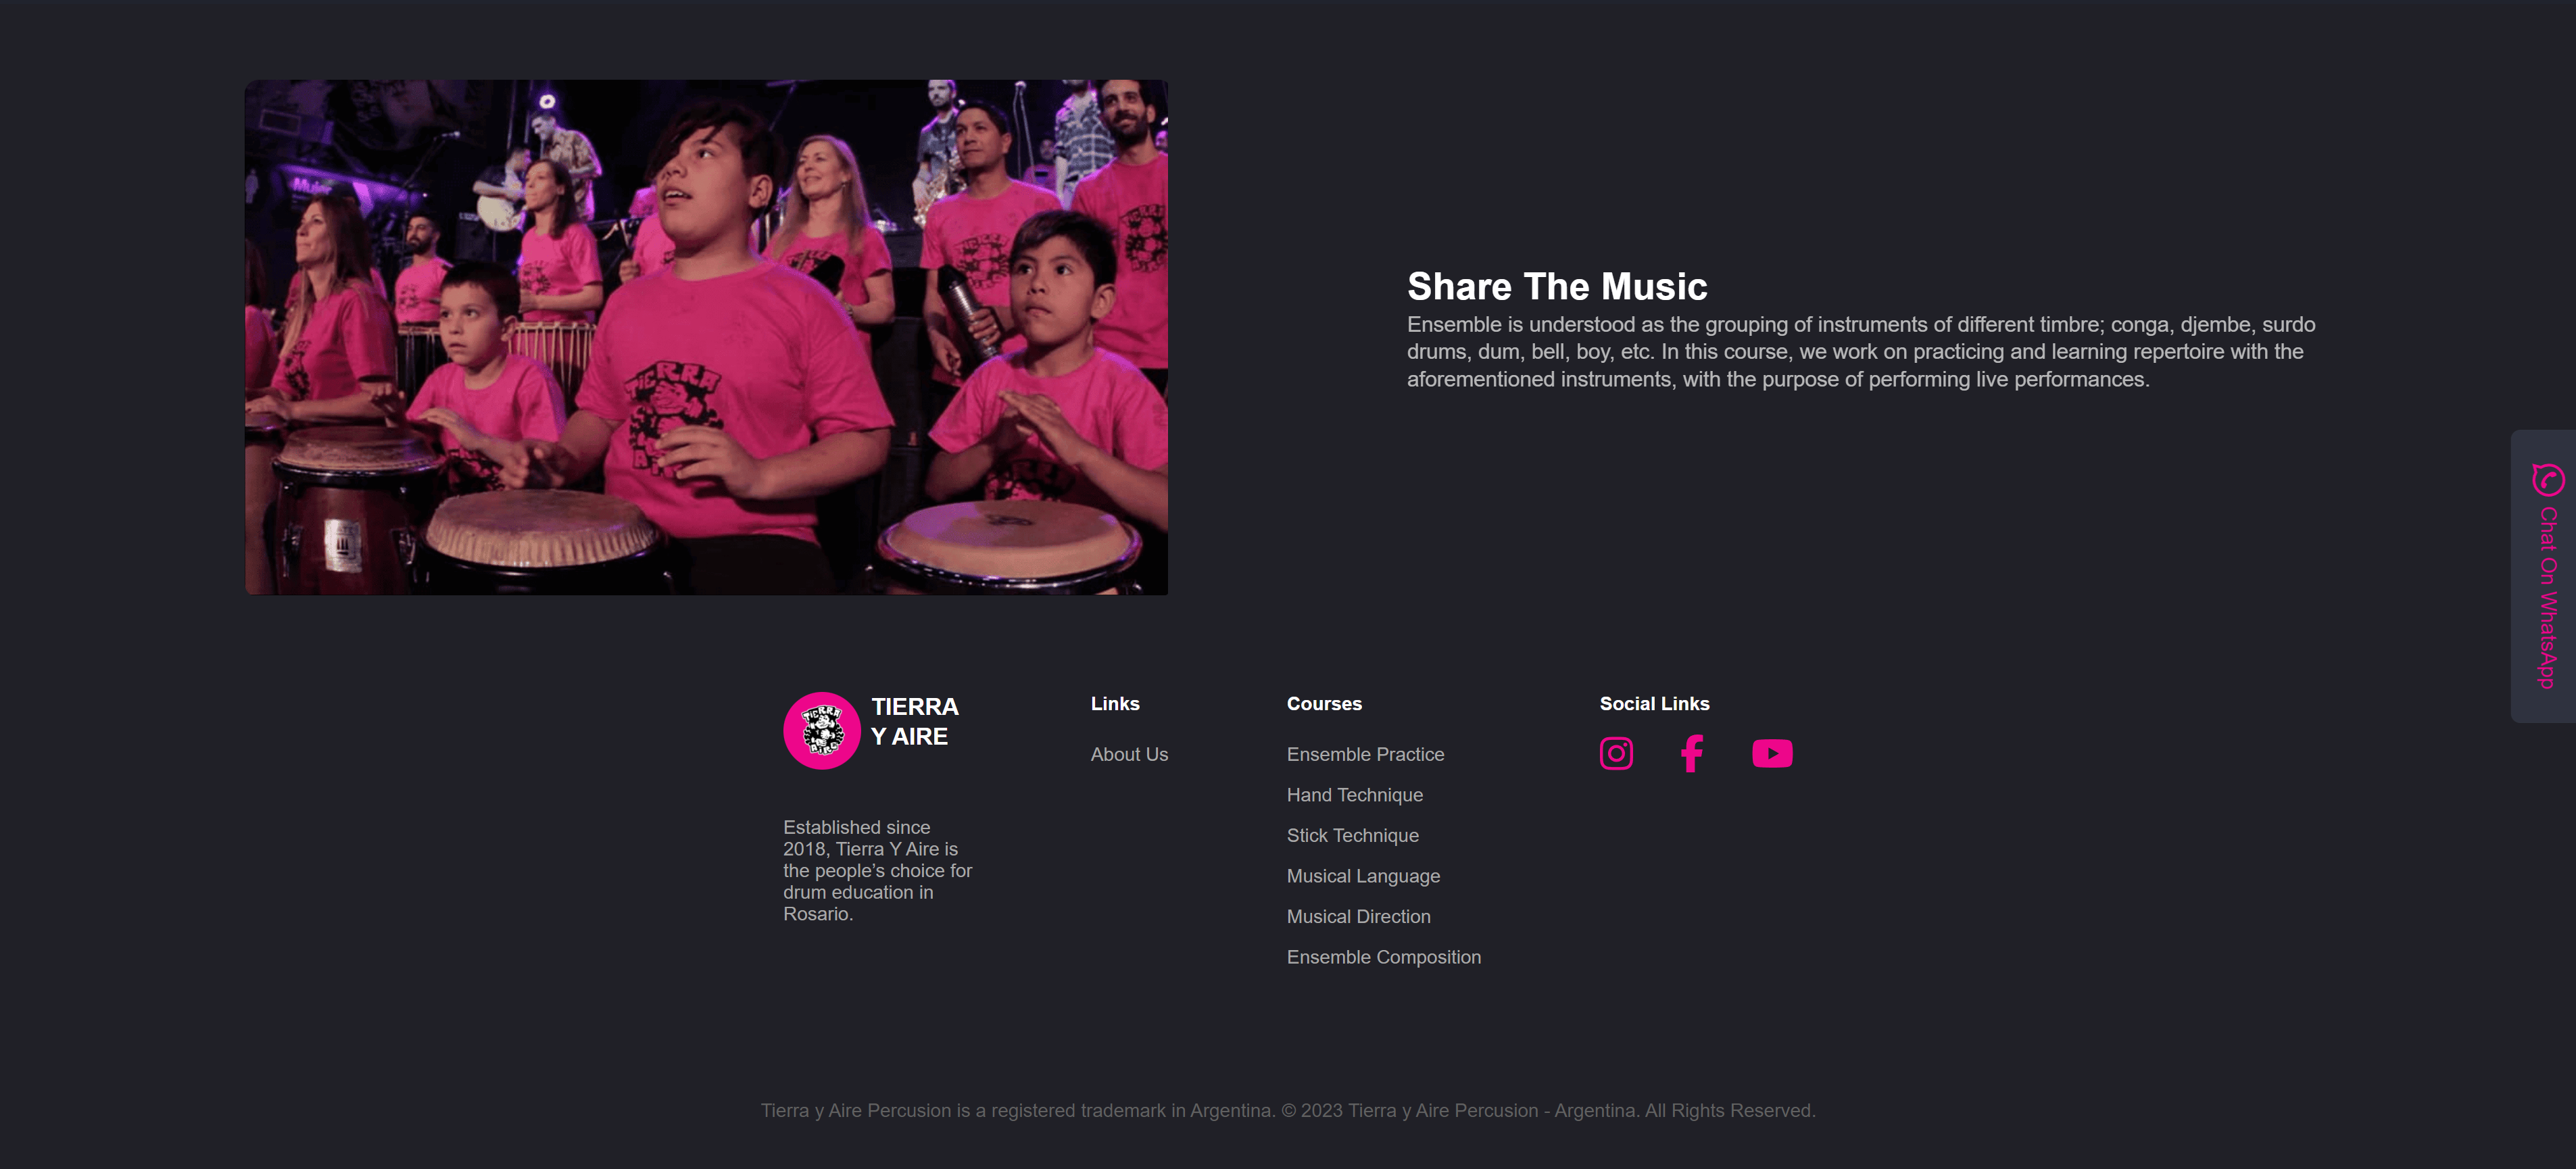 Mujer
TIERRA
AIRE
Share The Music
Ensemble is understood as the grouping of instruments of different timbre; conga, djembe, surdo
drums, dum, bell, boy, etc. In this course, we work on practicing and learning repertoire with the
aforementioned instruments, with the purpose of performing live performances.
Chat On WhatsApp
TIERRA
AIRE
TIERRA
Y AIRE
Established since
2018, Tierra Y Aire is
the people’s choice for
drum education in
Rosario.
Links
About Us
Courses
Ensemble Practice
Hand Technique
Stick Technique
Musical Language
Musical Direction
Ensemble Composition
Social Links
Tierra y Aire Percusion is a registered trademark in Argentina. © 2023 Tierra y Aire Percusion - Argentina. All Rights Reserved.